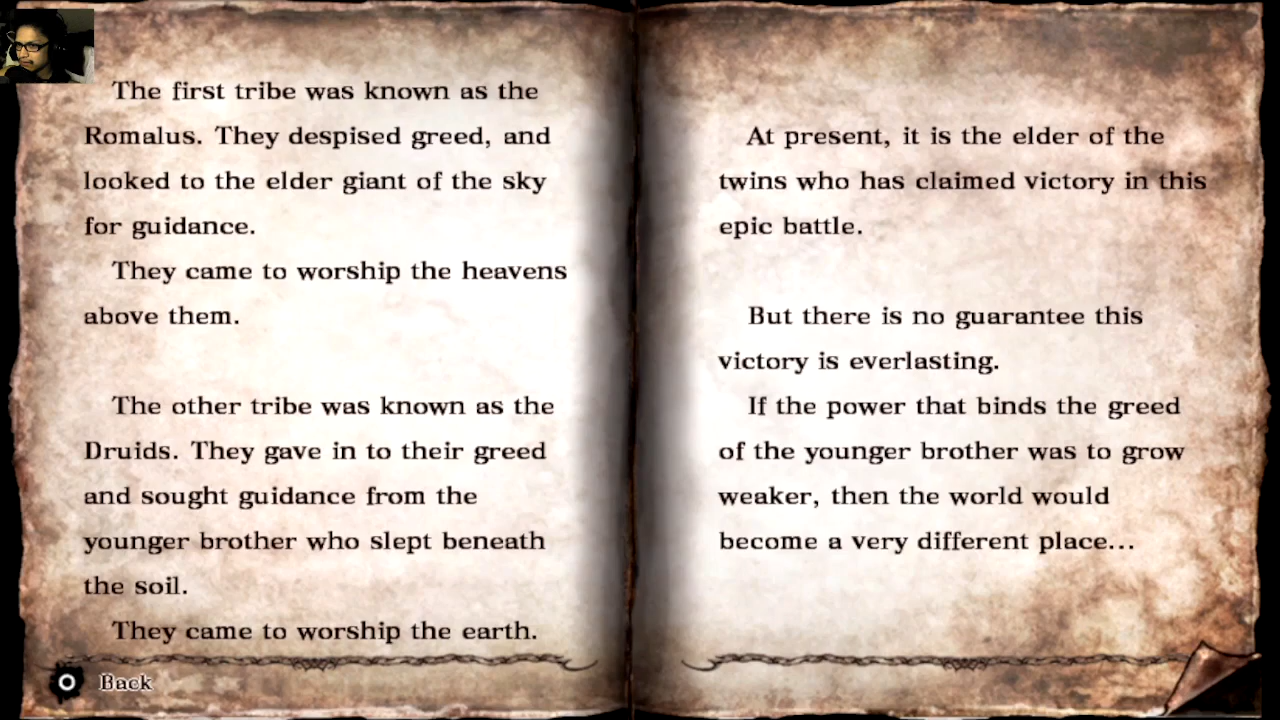 The first tribe was known as the
Romalus. They despised greed, and
looked to the elder giant of the sky
for guidance.
They came to worship the heavens
above them.
The other tribe was known as the
Druids. They gave in to their greed
and sought guidance from the
younger brother who slept beneath
the soil.
They came to worship the earth.
At present, it is the elder of the
twins who has claimed victory in this
epic battle.
But there is no guarantee this
victory is everlasting.
If the power that binds the greed
of the younger brother was to grow
weaker, then the world would
become a very different place...
Back